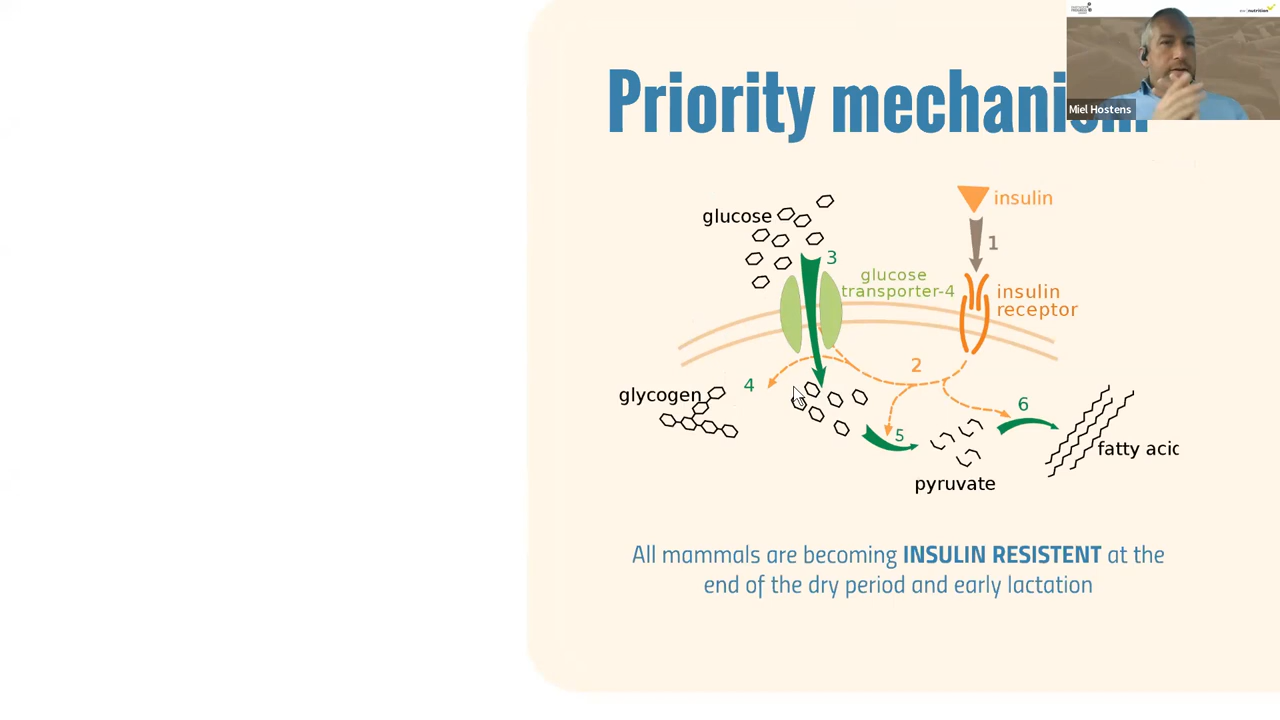 Priority mechanism
Miel Hostens
nutrition
glucose
insulin
1
3
glucose
transporter-4
insulin
receptor
2
4
glycogen
6
5
fatty acid
pyruvate
All mammals are becoming INSULIN RESISTENT at the
end of the dry period and early lactation